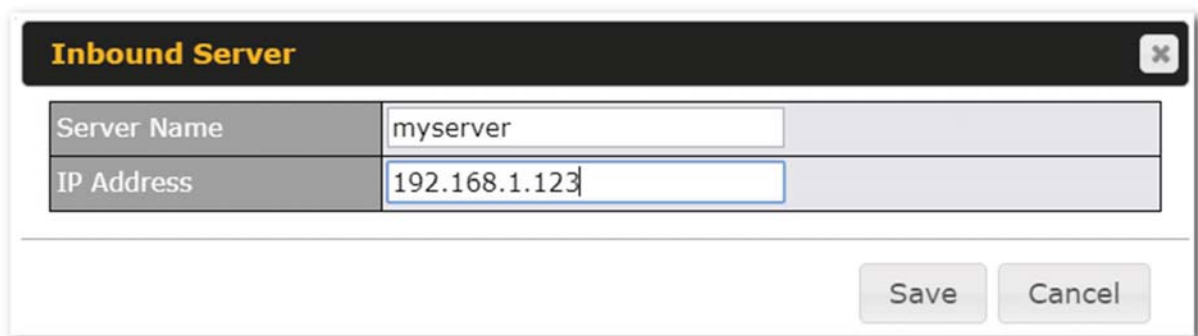 Inbound Server
Server Name myserver
IP Address 192.168.1.123
Save Cancel